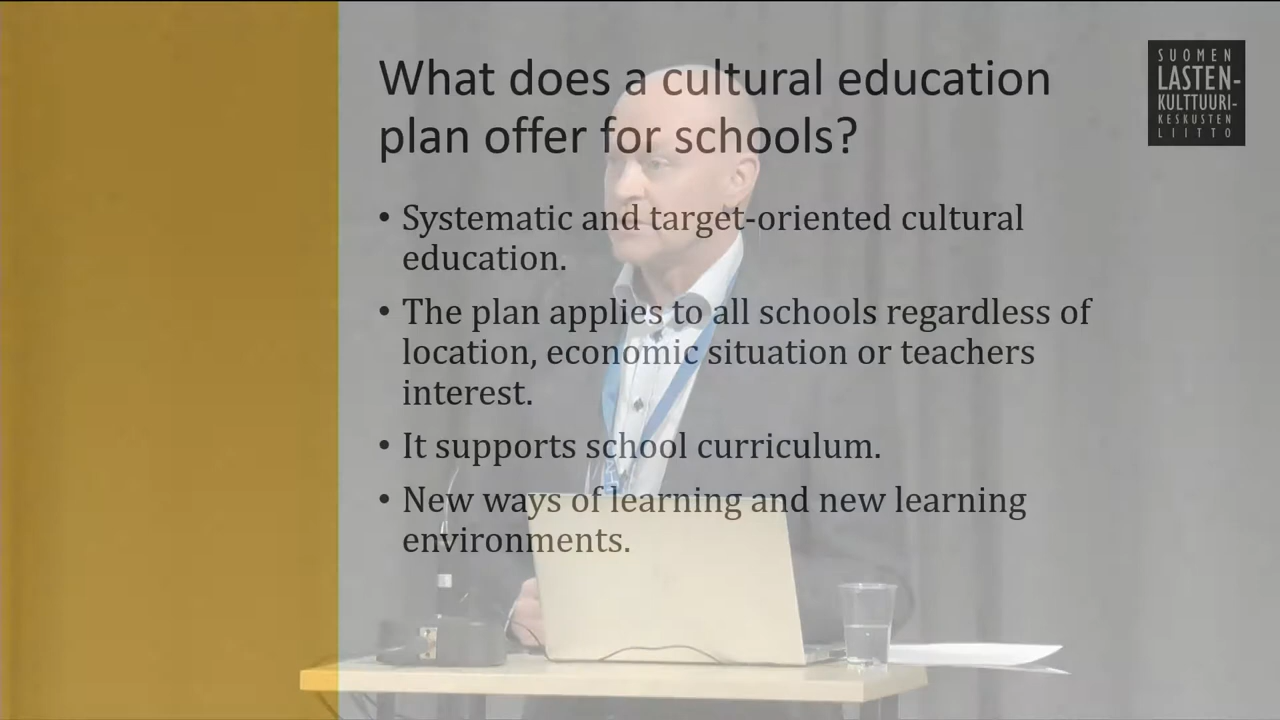 What does a cultural education
plan offer for schools?
• Systematic and target-oriented cultural
education.
• The plan applies to all schools regardless of
location, economic situation or teachers
interest.
• It supports school curriculum.
• New ways of learning and new learning
environments.
SUOMEN
LASTEN-
KULTTUURI-
KESKUSTEN
LIITTO